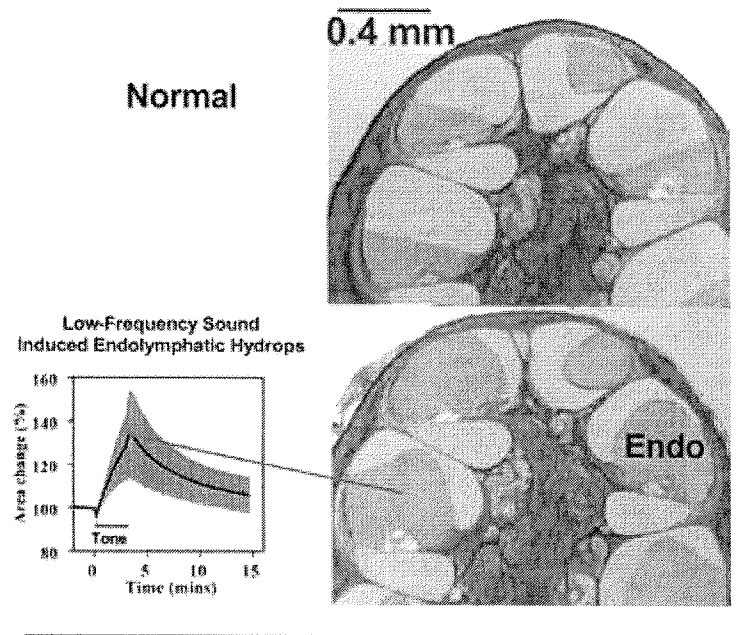 0.4 mm
Normal
Low-Frequency Sound
Induced Endolymphatic Hydrops
160
140
120
100
80
Area change (%)
Tone
0 5 10 15
Time (mins)
Endo